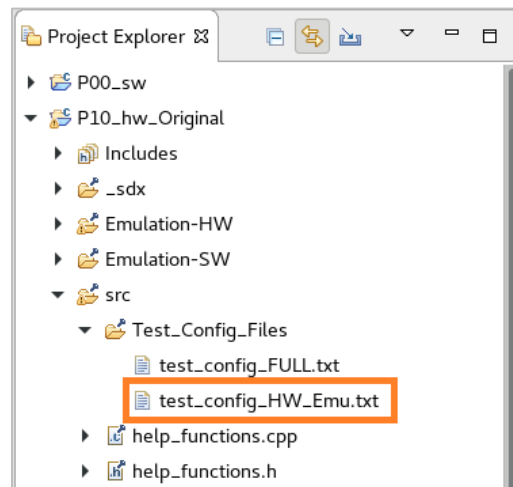 Project Explorer
P00_sw
P10_hw_Original
Includes
_sdx
Emulation-HW
Emulation-SW
src
Test_Config_Files
test_config_FULL.txt
test_config_HW_Emu.txt
help_functions.cpp
help_functions.h